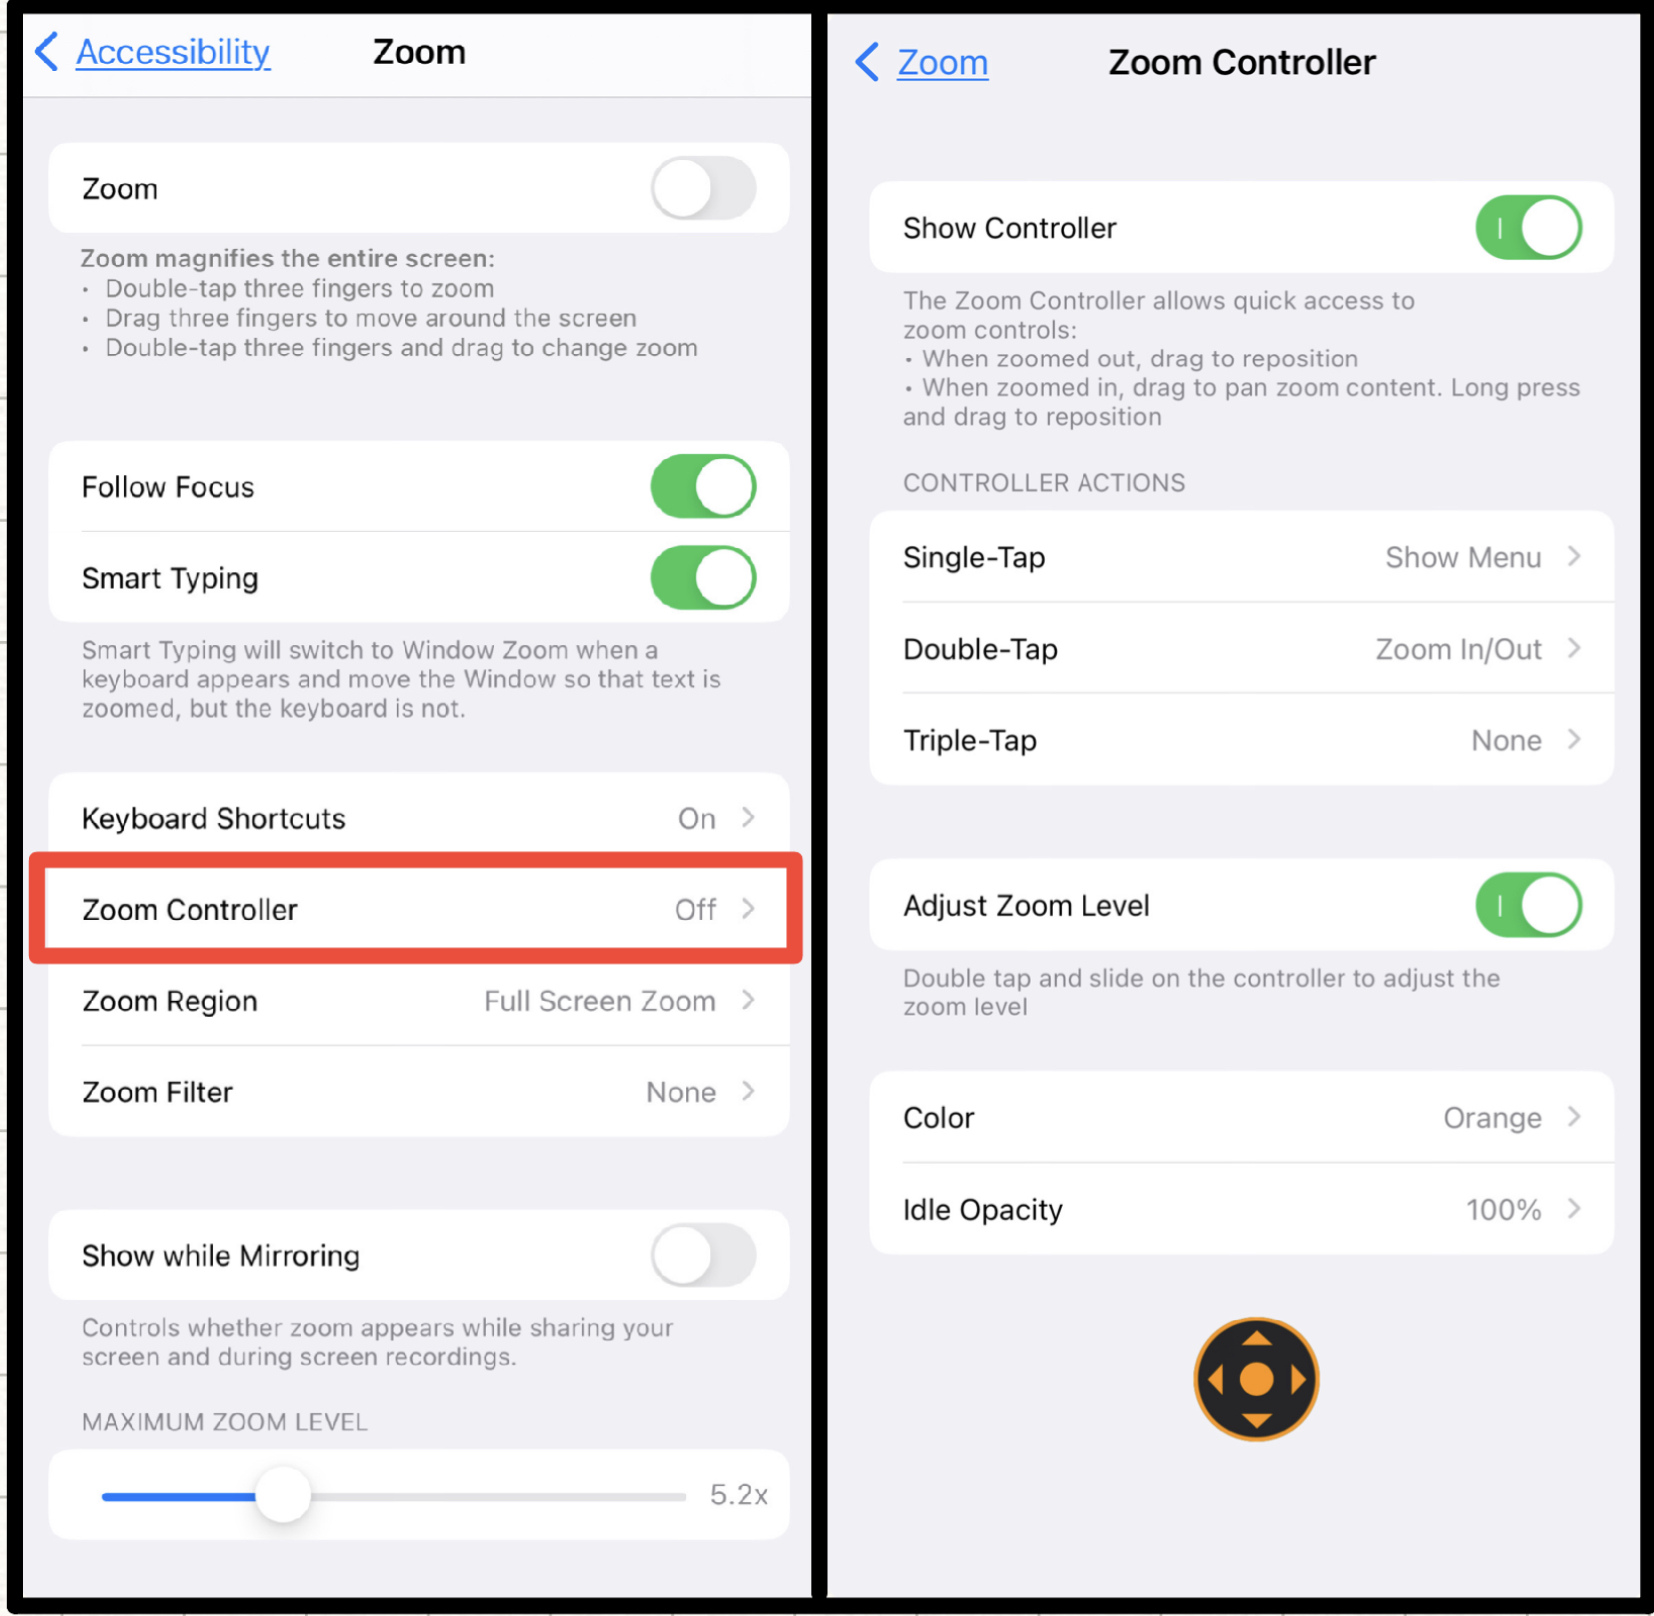 Accessibility
Zoom
Zoom
Zoom magnifies the entire screen:
• Double-tap three fingers to zoom
• Drag three fingers to move around the screen
• Double-tap three fingers and drag to change zoom
Follow Focus
Smart Typing
Smart Typing will switch to Window Zoom when a
keyboard appears and move the Window so that text is
zoomed, but the keyboard is not.
Keyboard Shortcuts On
Zoom Controller Off
Zoom Region Full Screen Zoom
Zoom Filter None
Show while Mirroring
Controls whether zoom appears while sharing your
screen and during screen recordings.
MAXIMUM ZOOM LEVEL
5.2x
Zoom
Zoom Controller
Show Controller
The Zoom Controller allows quick access to
zoom controls:
• When zoomed out, drag to reposition
• When zoomed in, drag to pan zoom content. Long press
and drag to reposition
CONTROLLER ACTIONS
Single-Tap Show Menu
Double-Tap Zoom In/Out
Triple-Tap None
Adjust Zoom Level
Double tap and slide on the controller to adjust the
zoom level
Color Orange
Idle Opacity 100%